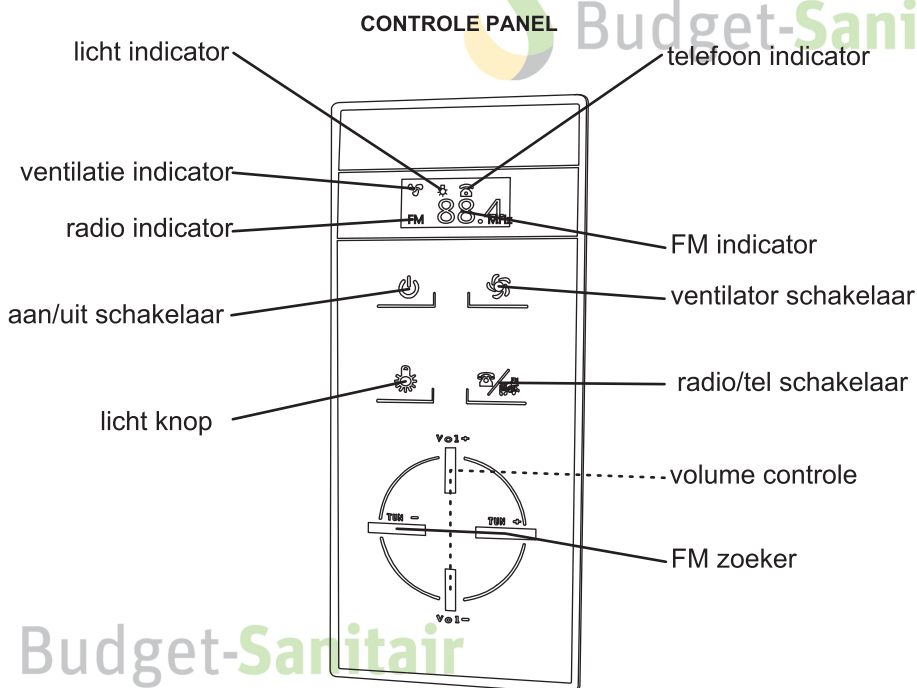 CONTROLE PANEL
Budget-Sani
licht indicator
telefoon indicator
ventilatie indicator
FM 88.4 MHz
radio indicator
FM indicator
ventilator schakelaar
aan/uit schakelaar
radio/tel schakelaar
licht knop
Vol+
volume controle
TUN -
TUN +
FM zoeker
Vol-
Budget-Sanitair